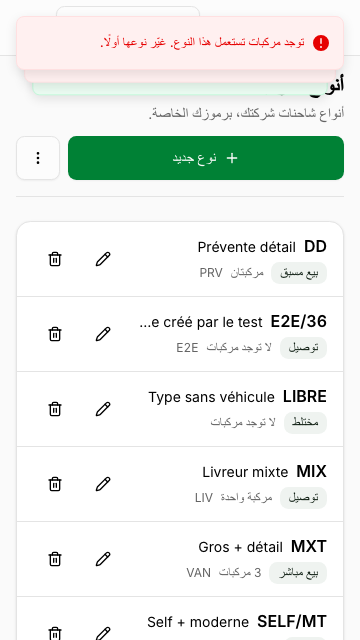 توجد مركبات تستعمل هذا النوع. غيّر نوعها أولًا.
أنواع شاحنات شركتك، برموزك الخاصة.
نوع جديد
DD Prévente détail
بيع مسبق مركبتان PRV
E2E/36 ...e créé par le test
توصيل لا توجد مركبات E2E
LIBRE Type sans véhicule
مختلط لا توجد مركبات
MIX Livreur mixte
توصيل مركبة واحدة LIV
MXT Gros + détail
بيع مباشر 3 مركبات VAN
SELF/MT Self + moderne